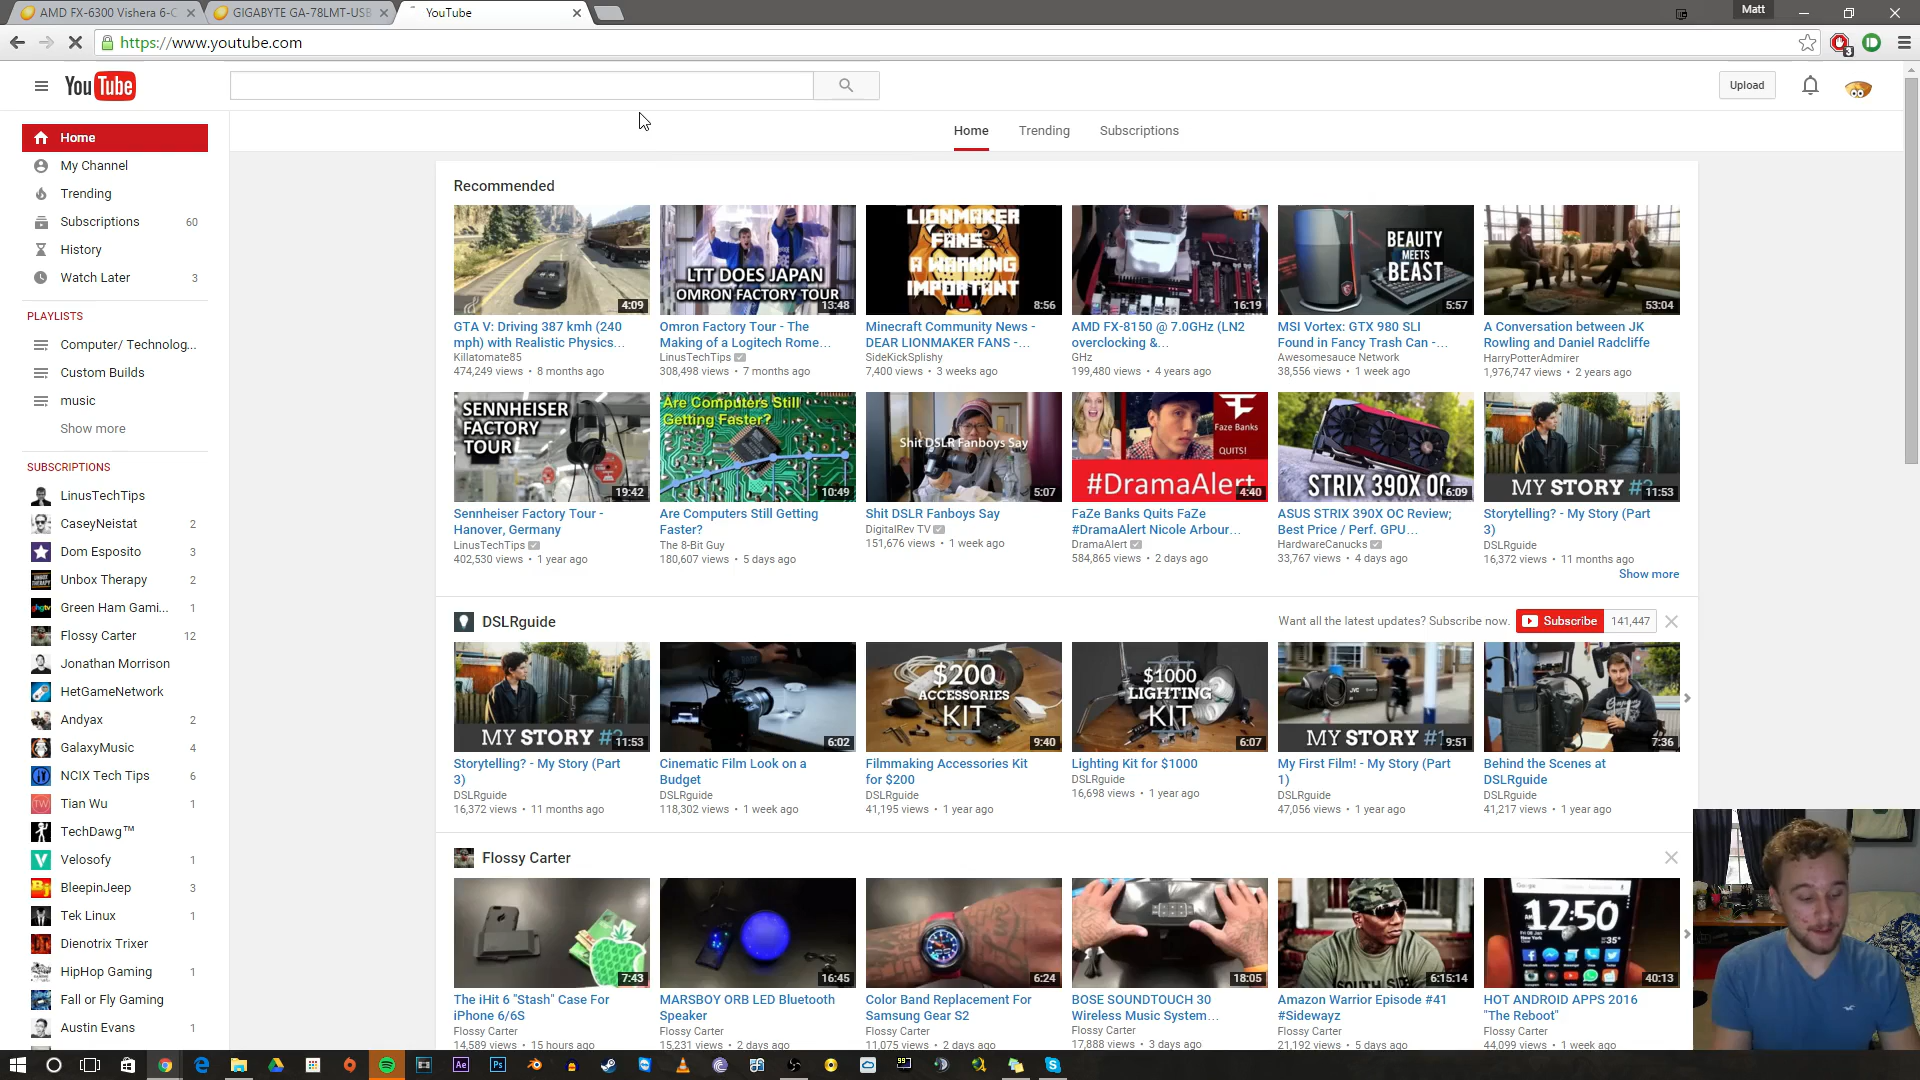 AMD FX-6300 Vishera 6-C
GIGABYTE GA-78LMT-USB
YouTube
Matt
https://www.youtube.com
3
YouTube
Upload
Home
Trending
Subscriptions
Home
My Channel
Trending
Subscriptions 60
History
Watch Later 3
PLAYLISTS
Computer/ Technolog...
Custom Builds
music
Show more
SUBSCRIPTIONS
LinusTechTips
CaseyNeistat 2
Dom Esposito 3
Unbox Therapy 2
Green Ham Gami... 1
Flossy Carter 12
Jonathan Morrison
HetGameNetwork
Andyax 2
GalaxyMusic 4
NCIX Tech Tips 6
Tian Wu 1
TechDawg™
Velosofy 1
BleepinJeep 3
Tek Linux 1
Dienotrix Trixer
HipHop Gaming 1
Fall or Fly Gaming
Austin Evans 1
Recommended
4:09
GTA V: Driving 387 kmh (240
mph) with Realistic Physics...
Killatomate85
474,249 views • 8 months ago
LTT DOES JAPAN
OMRON FACTORY TOUR
13:48
Omron Factory Tour - The
Making of a Logitech Rome...
LinusTechTips
308,498 views • 7 months ago
LIONMAKER
FANS...
A WARNING
IMPORTANT
8:56
Minecraft Community News -
DEAR LIONMAKER FANS -...
SideKickSplishy
7,400 views • 3 weeks ago
16:19
AMD FX-8150 @ 7.0GHz (LN2
overclocking &...
GHz
199,480 views • 4 years ago
BEAUTY
MEETS
BEAST
5:57
MSI Vortex: GTX 980 SLI
Found in Fancy Trash Can -...
Awesomesauce Network
38,556 views • 1 week ago
53:04
A Conversation between JK
Rowling and Daniel Radcliffe
HarryPotterAdmirer
1,976,747 views • 2 years ago
SENNHEISER
FACTORY
TOUR
19:42
Sennheiser Factory Tour -
Hanover, Germany
LinusTechTips
402,530 views • 1 year ago
Are Computers Still
Getting Faster?
10:49
Are Computers Still Getting
Faster?
The 8-Bit Guy
180,607 views • 5 days ago
Shit DSLR Fanboys Say
5:07
Shit DSLR Fanboys Say
DigitalRev TV
151,676 views • 1 week ago
Faze Banks
QUITS!
#DramaAlert
4:40
FaZe Banks Quits FaZe
#DramaAlert Nicole Arbour...
DramaAlert
584,865 views • 2 days ago
STRIX 390X OC
6:09
ASUS STRIX 390X OC Review;
Best Price / Perf. GPU...
HardwareCanucks
33,767 views • 4 days ago
MY STORY #3
11:53
Storytelling? - My Story (Part
3)
DSLRguide
16,372 views • 11 months ago
Show more
DSLRguide
Want all the latest updates? Subscribe now.
Subscribe 141,447
MY STORY #3
11:53
Storytelling? - My Story (Part
3)
DSLRguide
16,372 views • 11 months ago
6:02
Cinematic Film Look on a
Budget
DSLRguide
118,302 views • 1 week ago
$200
ACCESSORIES
KIT
9:40
Filmmaking Accessories Kit
for $200
DSLRguide
41,195 views • 1 year ago
$1000
LIGHTING
KIT
6:07
Lighting Kit for $1000
DSLRguide
16,698 views • 1 year ago
MY STORY #1
9:51
My First Film! - My Story (Part
1)
DSLRguide
47,056 views • 1 year ago
7:36
Behind the Scenes at
DSLRguide
DSLRguide
41,217 views • 1 year ago
Flossy Carter
7:43
The iHit 6 "Stash" Case For
iPhone 6/6S
Flossy Carter
14,589 views • 15 hours ago
16:45
MARSBOY ORB LED Bluetooth
Speaker
Flossy Carter
15,231 views • 2 days ago
6:24
Color Band Replacement For
Samsung Gear S2
Flossy Carter
11,075 views • 2 days ago
18:05
BOSE SOUNDTOUCH 30
Wireless Music System...
Flossy Carter
17,888 views • 3 days ago
SOUTH SIDE
6:15:14
Amazon Warrior Episode #41
#Sidewayz
Flossy Carter
21,192 views • 5 days ago
12:50
35°
40:13
HOT ANDROID APPS 2016
"The Reboot"
Flossy Carter
44,099 views • 1 week ago
Ae
Ps